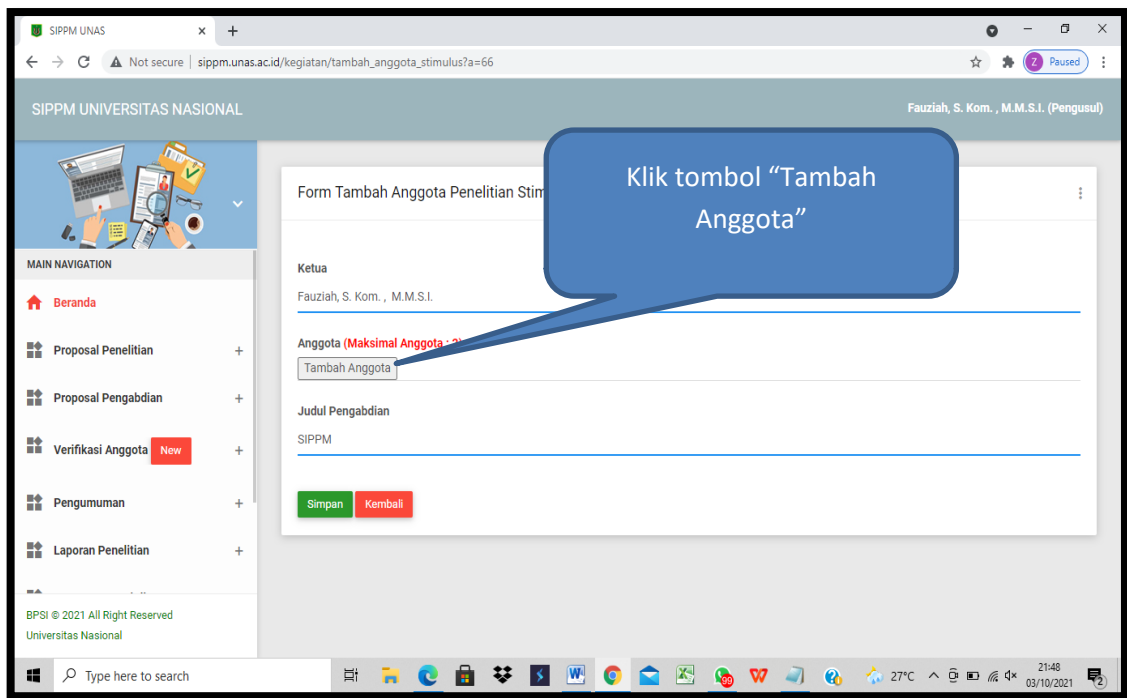 SIPPM UNAS
Not secure | sippm.unas.ac.id/kegiatan/tambah_anggota_stimulus?a=66
Z Paused
SIPPM UNIVERSITAS NASIONAL
Fauziah, S. Kom. , M.M.S.I. (Pengusul)
Klik tombol “Tambah
Anggota”
Form Tambah Anggota Penelitian
MAIN NAVIGATION
Beranda
Proposal Penelitian
Proposal Pengabdian
Verifikasi Anggota New
Pengumuman
Laporan Penelitian
BPSI © 2021 All Right Reserved
Universitas Nasional
Ketua
Fauziah, S. Kom. , M.M.S.I.
Anggota (Maksimal Anggota :
Tambah Anggota
Judul Pengabdian
SIPPM
Simpan
Kembali
Type here to search
99
27°C
21:48
03/10/2021
2